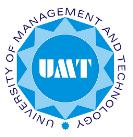 UNIVERSITY OF MANAGEMENT AND TECHNOLOGY
UMT